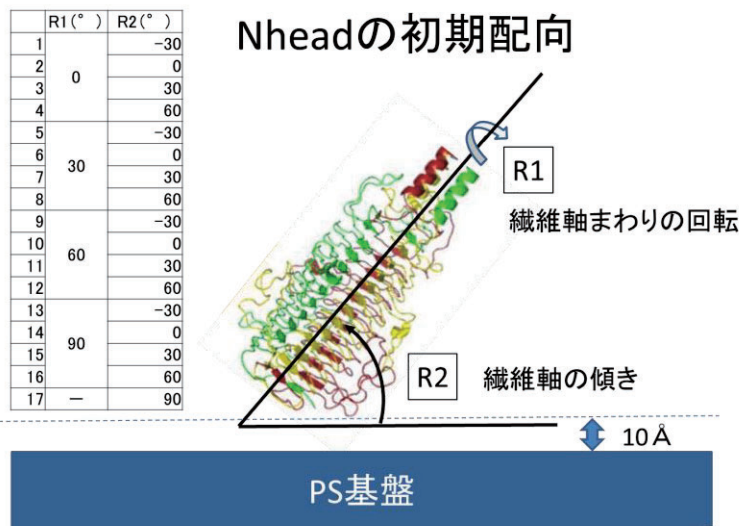 Nheadの初期配向
R1(°) R2(°)
1 0 -30
2 0
3 30
4 60
5 30 -30
6 0
7 30
8 60
9 60 -30
10 0
11 30
12 60
13 90 -30
14 0
15 30
16 60
17 — 90
R1
繊維軸まわりの回転
R2 繊維軸の傾き
10Å
PS基盤